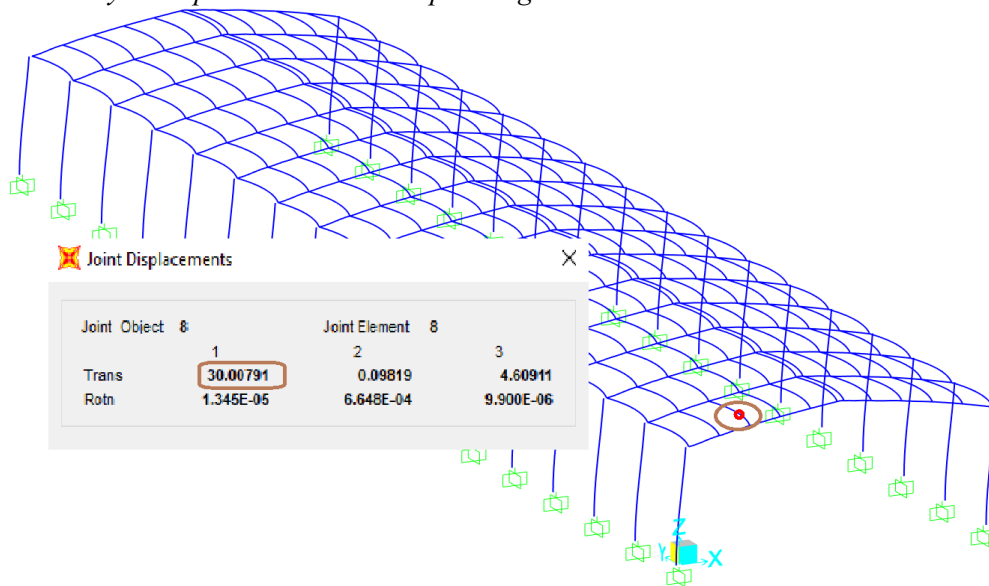 Joint Displacements
Joint Object 8 Joint Element 8
1 2 3
Trans 30.00791 0.09819 4.60911
Rotn 1.345E-05 6.648E-04 9.900E-06
Z
Y X